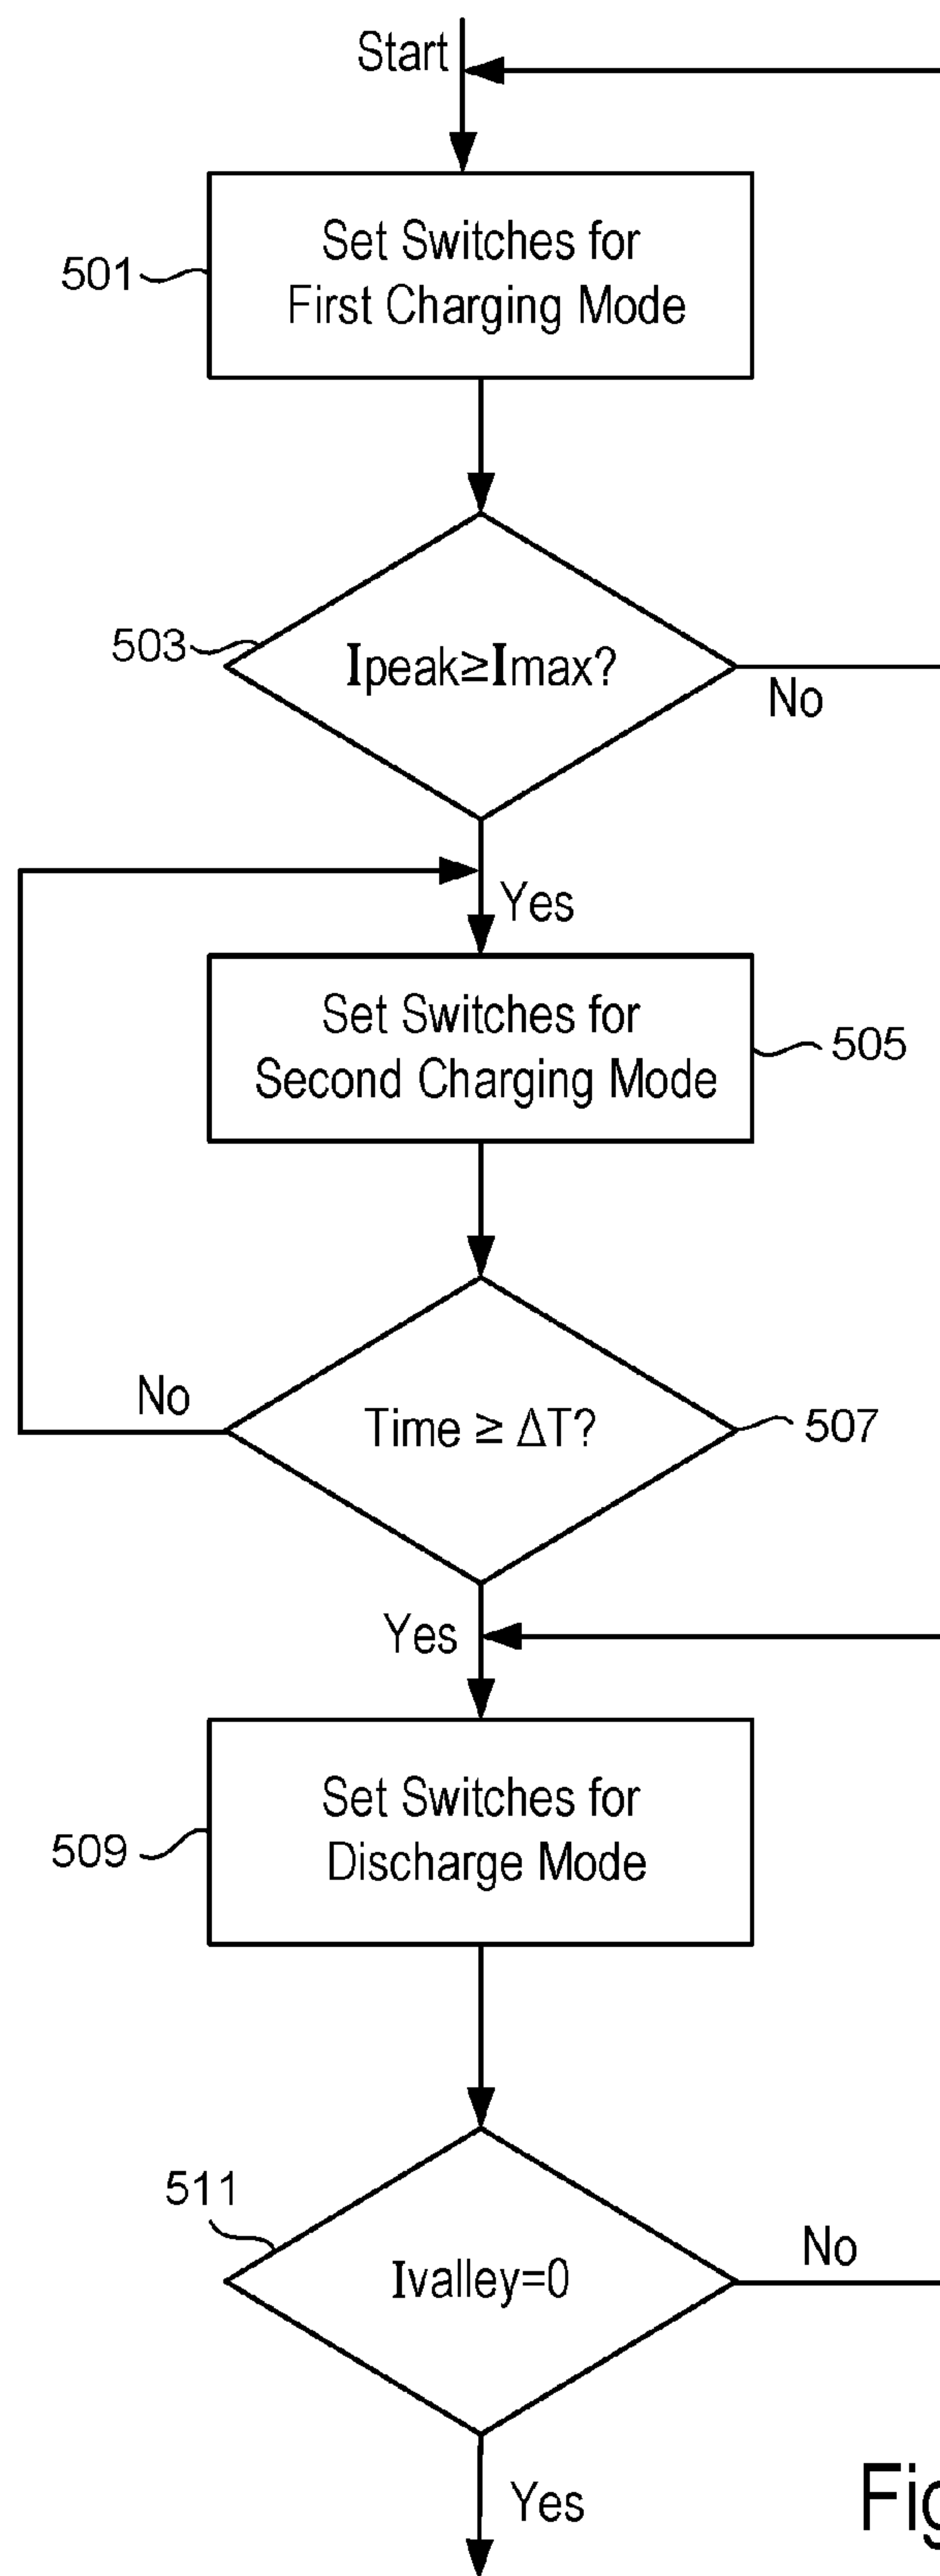 Start
Set Switches for
First Charging Mode
501
503
Ipeak≥Imax?
No
Yes
Set Switches for
Second Charging Mode
505
No
Time ≥ ΔT?
507
Yes
Set Switches for
Discharge Mode
509
511
Ivalley=0
No
Yes